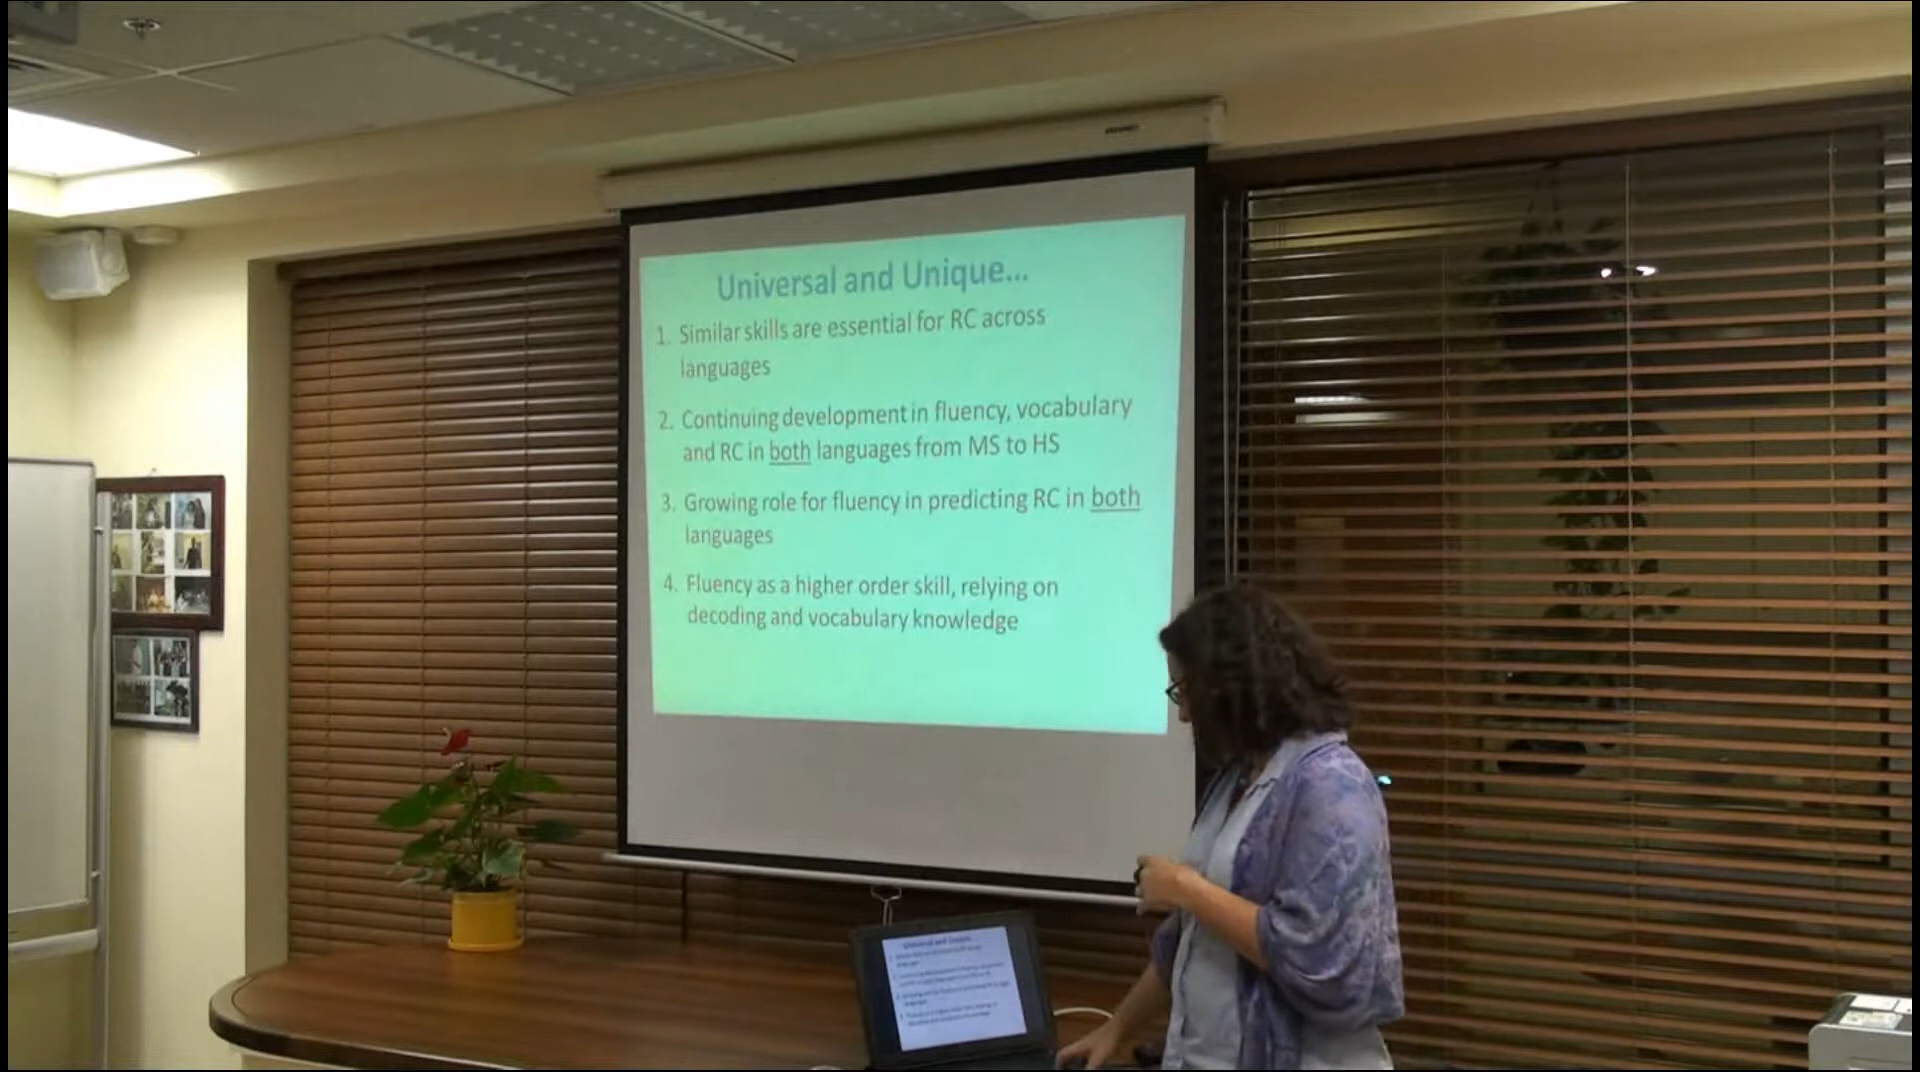 Universal and Unique...
1. Similar skills are essential for RC across
languages
2. Continuing development in fluency, vocabulary
and RC in both languages from MS to HS
3. Growing role for fluency in predicting RC in both
languages
4. Fluency as a higher order skill, relying on
decoding and vocabulary knowledge